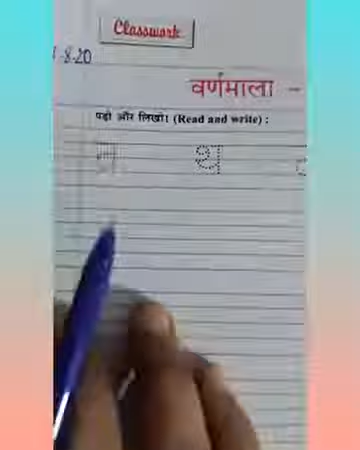 Classwork
-8-20
वर्णमाला -
पढ़ो और लिखो। (Read and write) :
थ